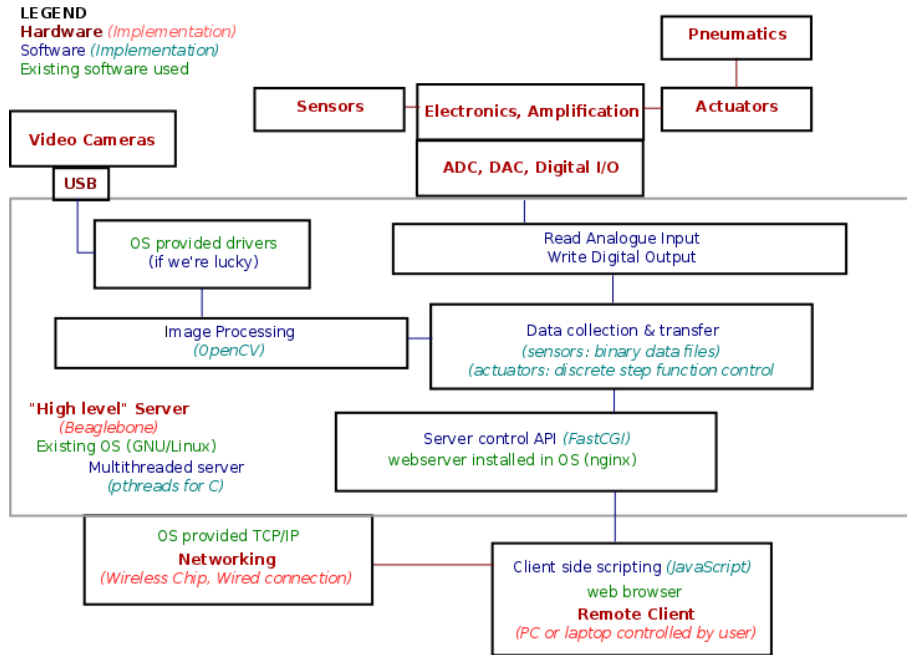 LEGEND
Hardware (Implementation)
Software (Implementation)
Existing software used
Pneumatics
Sensors
Electronics, Amplification
Actuators
Video Cameras
ADC, DAC, Digital I/O
USB
OS provided drivers
(if we're lucky)
Read Analogue Input
Write Digital Output
Image Processing
(OpenCV)
Data collection & transfer
(sensors: binary data files)
(actuators: discrete step function control
"High level" Server
(Beaglebone)
Existing OS (GNU/Linux)
Multithreaded server
(pthreads for C)
Server control API (FastCGI)
webserver installed in OS (nginx)
OS provided TCP/IP
Networking
(Wireless Chip, Wired connection)
Client side scripting (JavaScript)
web browser
Remote Client
(PC or laptop controlled by user)